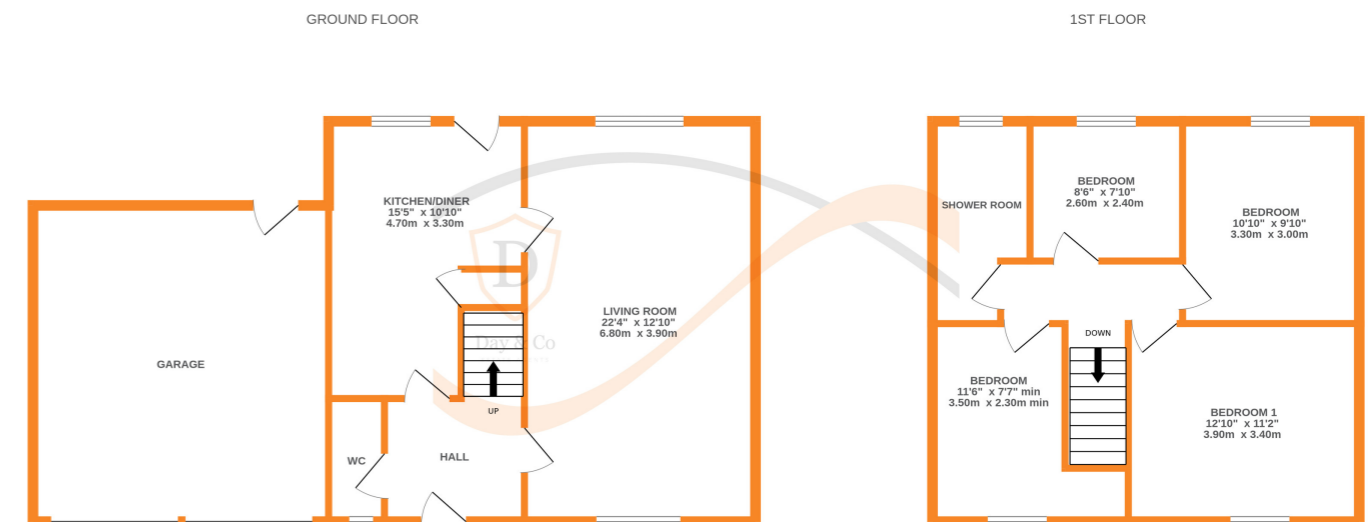 GROUND FLOOR
1ST FLOOR
KITCHEN/DINER
15'5" x 10'10"
4.70m x 3.30m
LIVING ROOM
22'4" x 12'10"
6.80m x 3.90m
GARAGE
UP
WC
HALL
D
Day & Co
SHOWER ROOM
BEDROOM
8'6" x 7'10"
2.60m x 2.40m
BEDROOM
10'10" x 9'10"
3.30m x 3.00m
DOWN
BEDROOM
11'6" x 7'7" min
3.50m x 2.30m min
BEDROOM 1
12'10" x 11'2"
3.90m x 3.40m